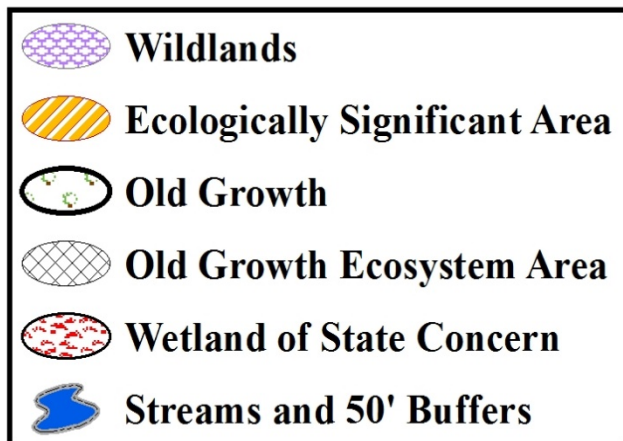 Wildlands
Ecologically Significant Area
Old Growth
Old Growth Ecosystem Area
Wetland of State Concern
Streams and 50' Buffers